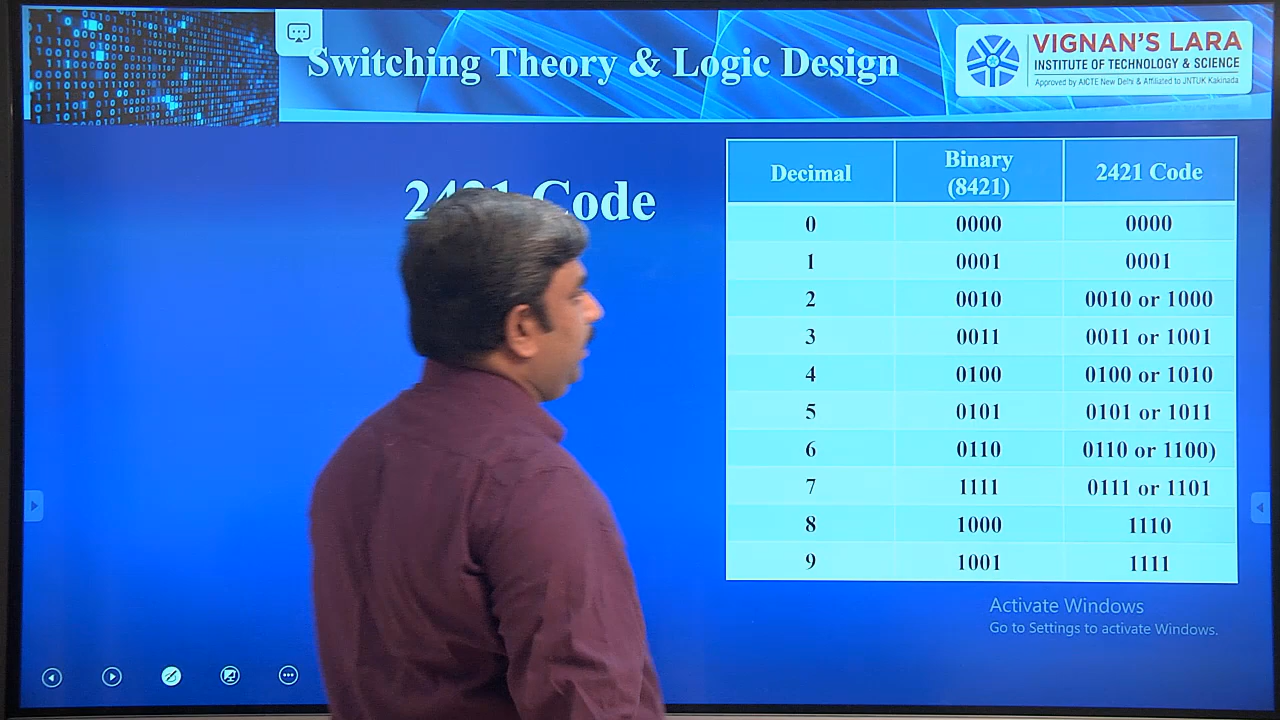 Switching Theory & Logic Design
VIGNAN'S LARA
INSTITUTE OF TECHNOLOGY & SCIENCE
Approved by AICTE New Delhi & Affiliated to JNTUK Kakinada
2421 Code
Decimal Binary (8421) 2421 Code
0 0000 0000
1 0001 0001
2 0010 0010 or 1000
3 0011 0011 or 1001
4 0100 0100 or 1010
5 0101 0101 or 1011
6 0110 0110 or 1100)
7 1111 0111 or 1101
8 1000 1110
9 1001 1111
Activate Windows
Go to Settings to activate Windows.